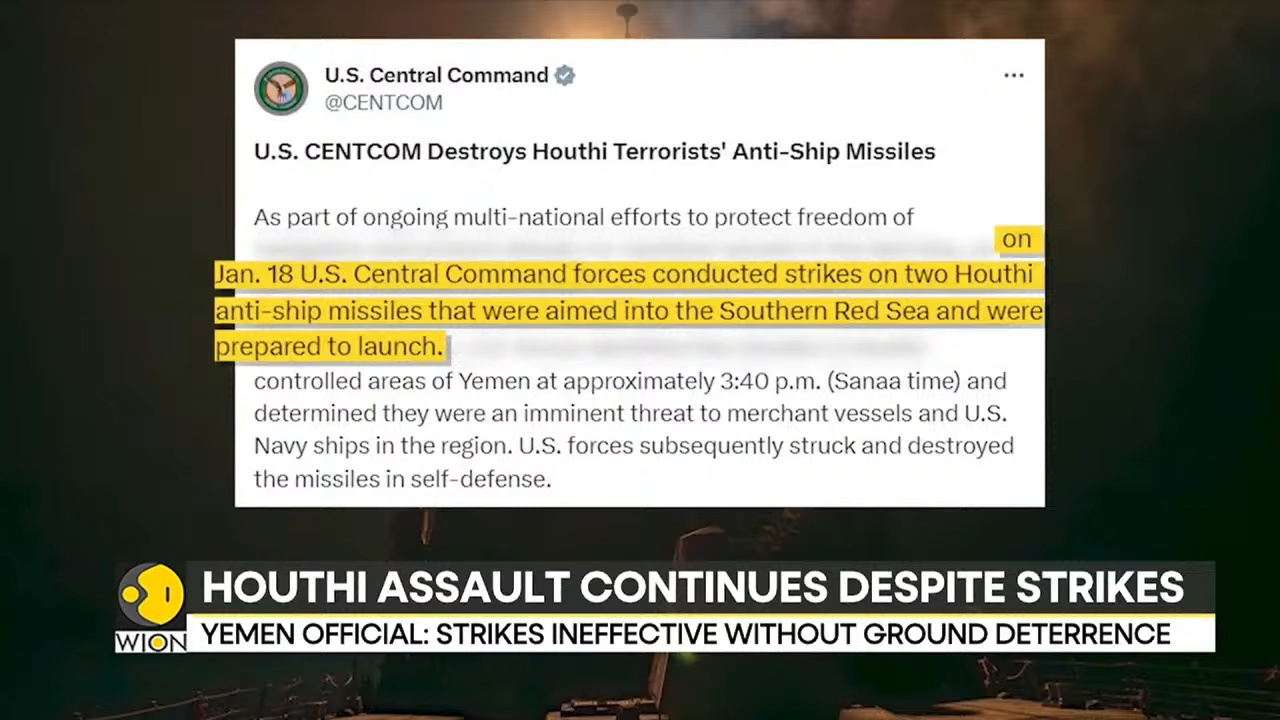 U.S. Central Command
@CENTCOM
U.S. CENTCOM Destroys Houthi Terrorists' Anti-Ship Missiles
As part of ongoing multi-national efforts to protect freedom of
on
Jan. 18 U.S. Central Command forces conducted strikes on two Houthi
anti-ship missiles that were aimed into the Southern Red Sea and were
prepared to launch.
controlled areas of Yemen at approximately 3:40 p.m. (Sanaa time) and
determined they were an imminent threat to merchant vessels and U.S.
Navy ships in the region. U.S. forces subsequently struck and destroyed
the missiles in self-defense.
HOUTHI ASSAULT CONTINUES DESPITE STRIKES
WION
YEMEN OFFICIAL: STRIKES INEFFECTIVE WITHOUT GROUND DETERRENCE